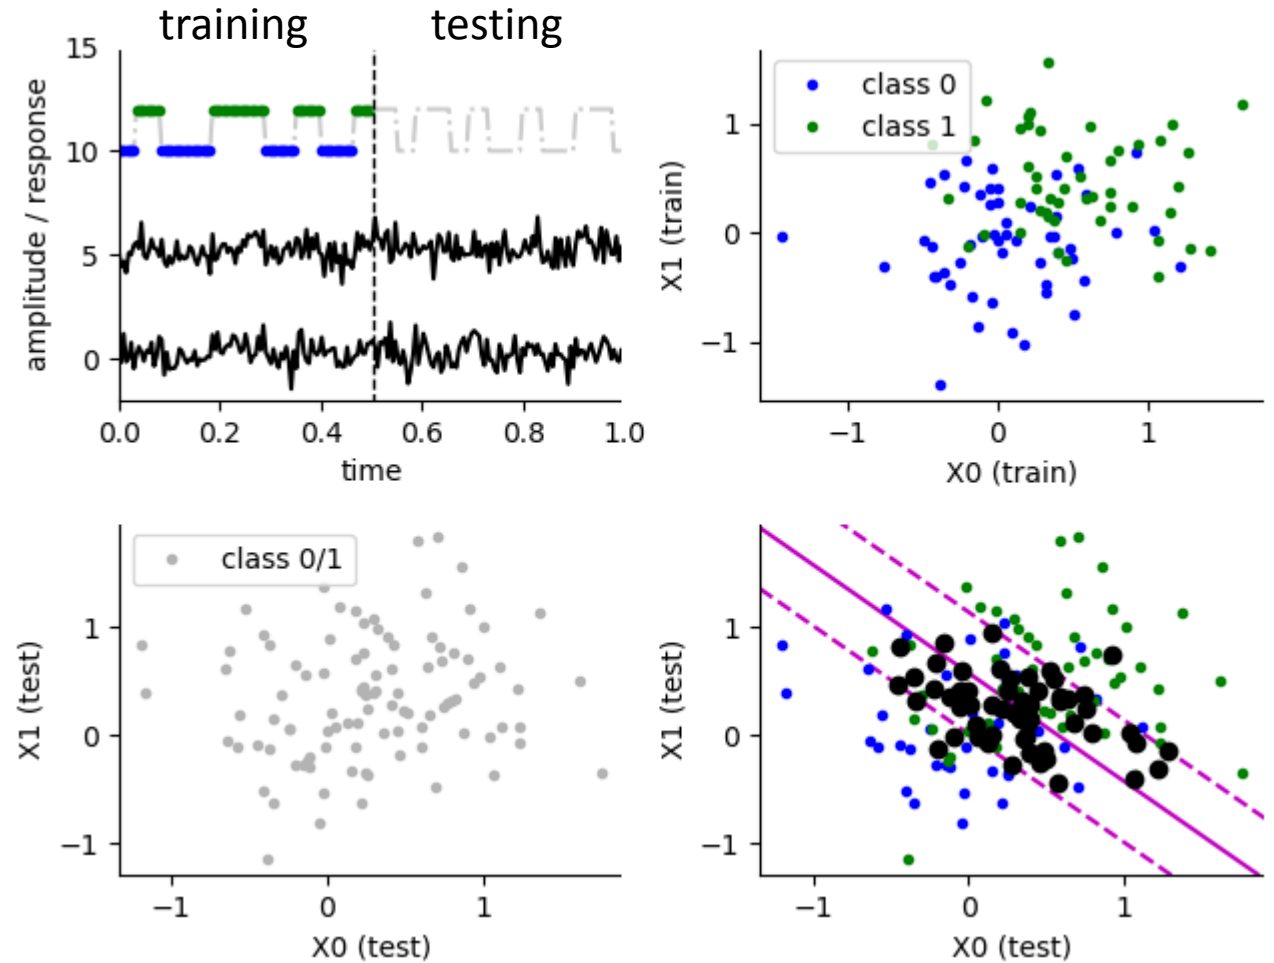 training testing
15
10
5
0
amplitude / response
0.0 0.2 0.4 0.6 0.8 1.0
time
class 0
class 1
1
0
−1
X1 (train)
−1 0 1
X0 (train)
class 0/1
1
0
−1
X1 (test)
−1 0 1
X0 (test)
1
0
−1
X1 (test)
−1 0 1
X0 (test)